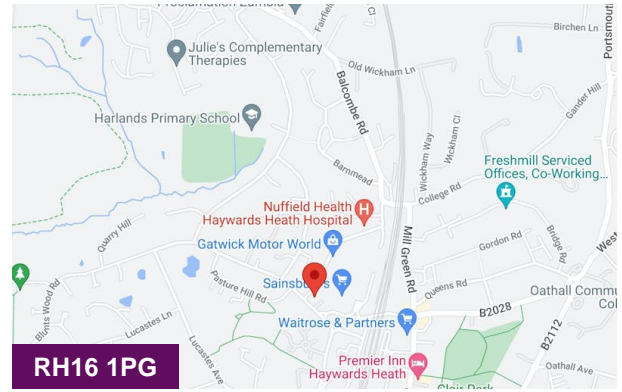 Proclamation Zambia
Fairfie
Cl
Birchen Ln
Portsmouth
Julie's Complementary
Therapies
Old Wickham Ln
Balcombe Rd
Gander Hill
Harlands Primary School
Wickham Way
Wickham Cl
Barnmead
Freshmill Serviced
Offices, Co-Working...
College Rd
Nuffield Health
Haywards Heath Hospital
H
Quarry Hill
Gatwick Motor World
Mill Green Rd
Gordon Rd
Bridge Rd
West
Pasture Hill Rd
Sainsbury's
Queens Rd
Oathall Commu
Col
Blunts Wood Rd
Lucastes Ln
Waitrose & Partners
B2028
B2112
Lucastes Ave
Premier Inn
Haywards Heath
Oathall Ave
Clair Park
RH16 1PG